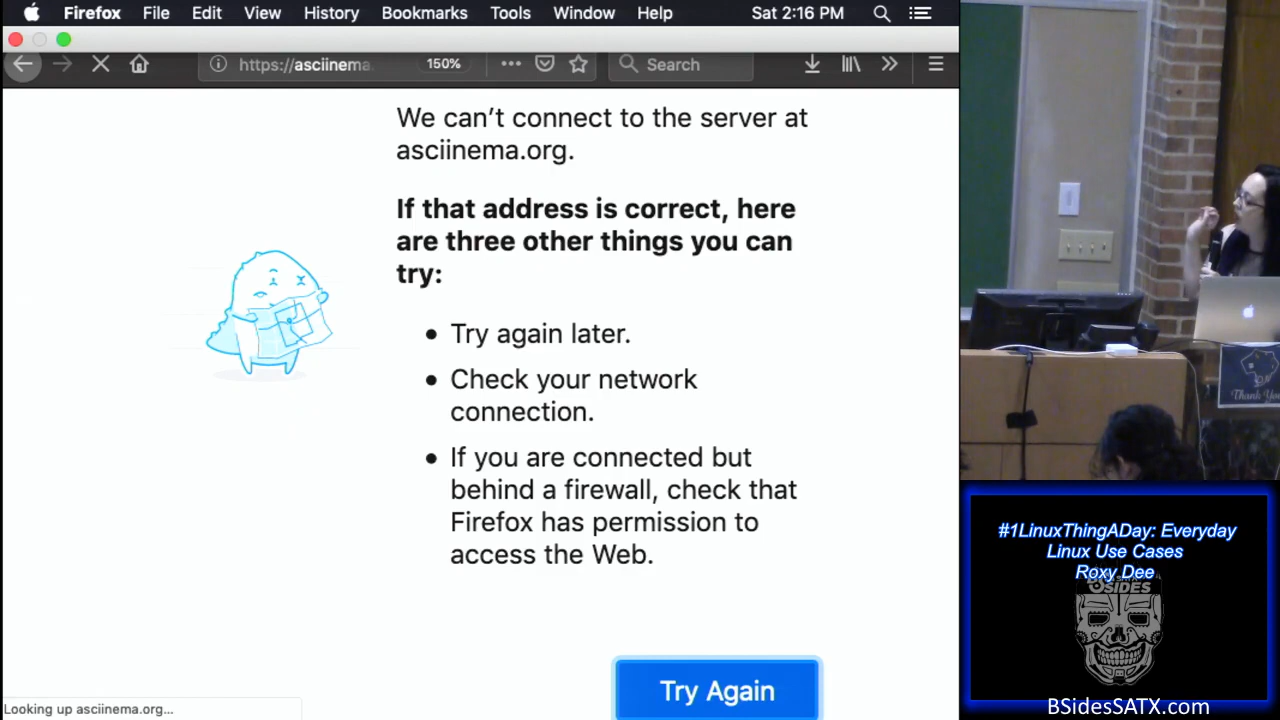 Firefox File Edit View History Bookmarks Tools Window Help Sat 2:16 PM
https://asciinema. 150% Search
We can’t connect to the server at
asciinema.org.
If that address is correct, here
are three other things you can
try:
• Try again later.
• Check your network
connection.
• If you are connected but
behind a firewall, check that
Firefox has permission to
access the Web.
Try Again
Looking up asciinema.org...
Thank You
#1LinuxThingADay: Everyday
Linux Use Cases
Roxy Dee
BSIDES
BSidesSATX.com